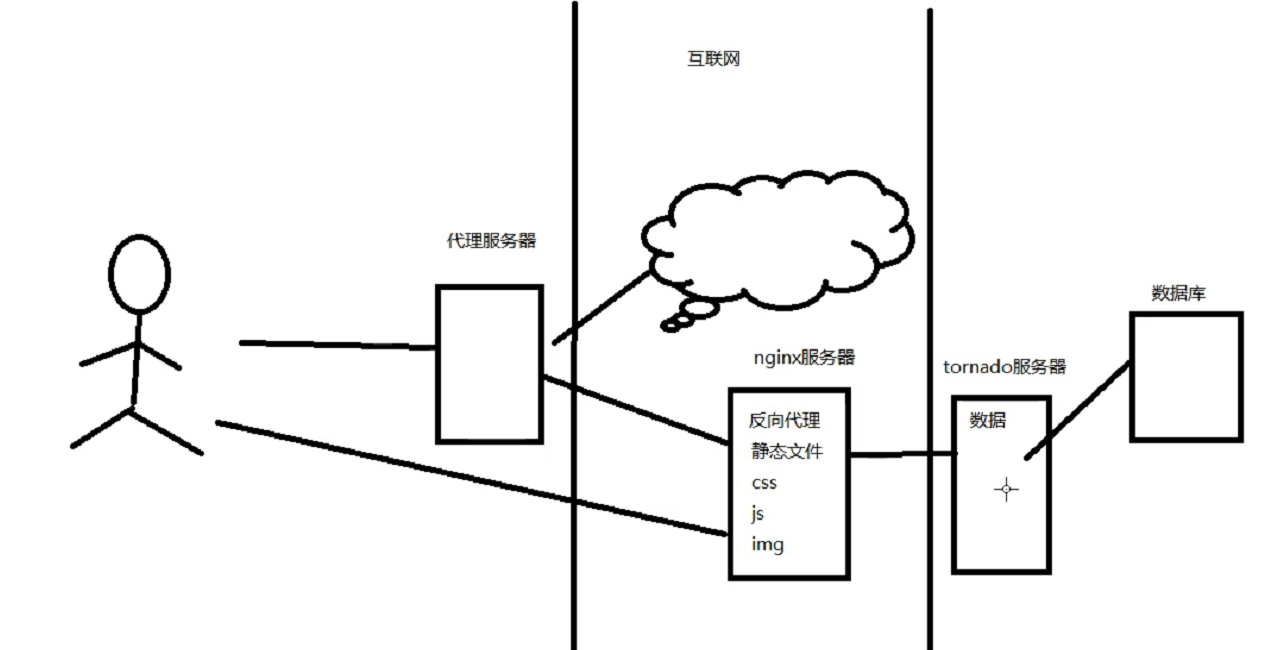 互联网
代理服务器
数据库
nginx服务器
tornado服务器
反向代理
静态文件
css
js
img
数据